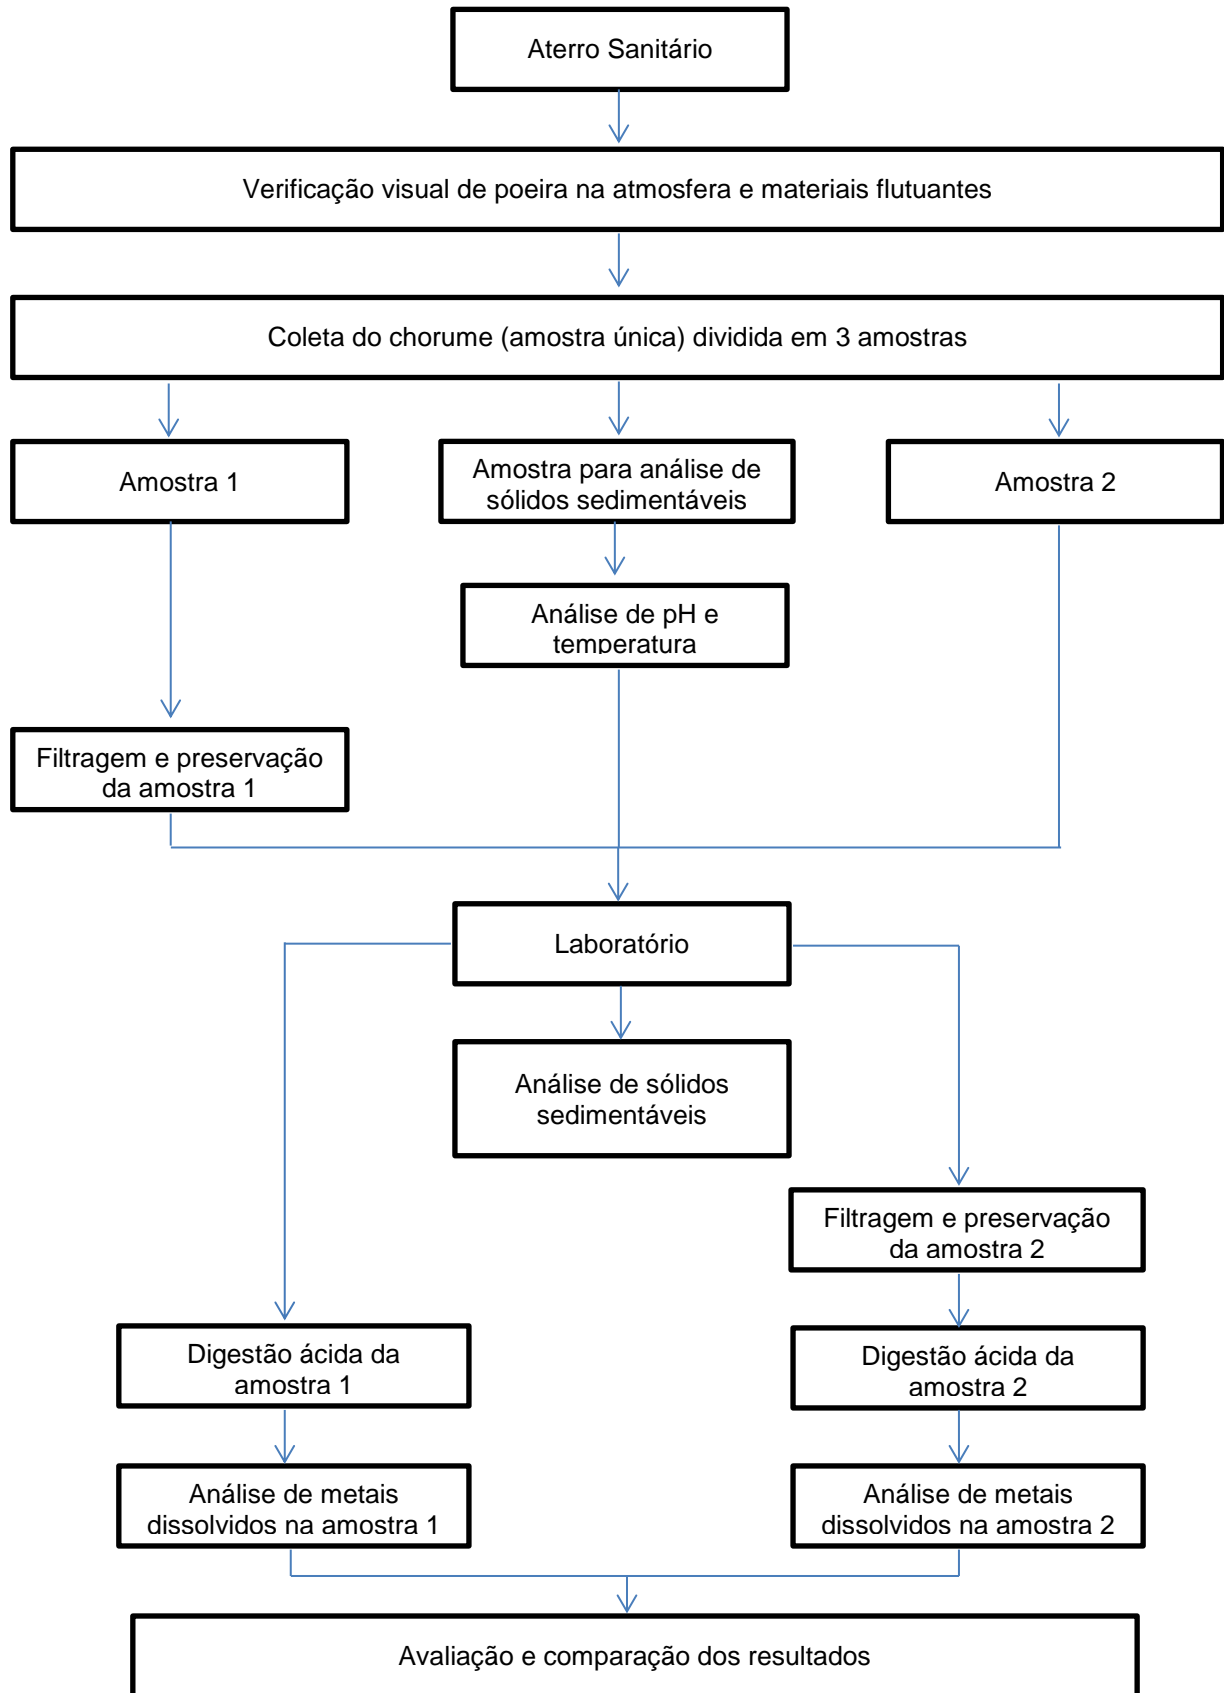 Aterro Sanitário
Verificação visual de poeira na atmosfera e materiais flutuantes
Coleta do chorume (amostra única) dividida em 3 amostras
Amostra 1
Amostra para análise de
sólidos sedimentáveis
Amostra 2
Análise de pH e
temperatura
Filtragem e preservação
da amostra 1
Laboratório
Análise de sólidos
sedimentáveis
Filtragem e preservação
da amostra 2
Digestão ácida da
amostra 1
Digestão ácida da
amostra 2
Análise de metais
dissolvidos na amostra 1
Análise de metais
dissolvidos na amostra 2
Avaliação e comparação dos resultados